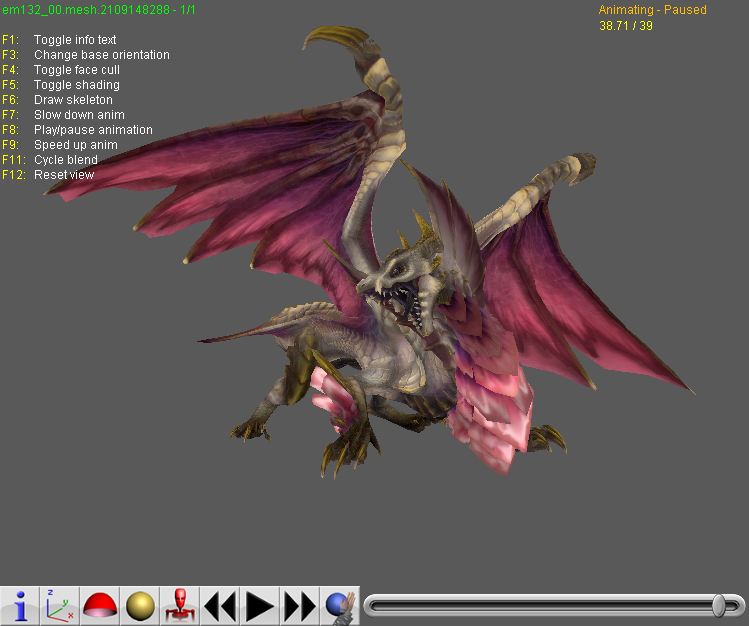 em132_00.mesh.2109148288 - 1/1
Animating - Paused
38.71 / 39
F1: Toggle info text
F3: Change base orientation
F4: Toggle face cull
F5: Toggle shading
F6: Draw skeleton
F7: Slow down anim
F8: Play/pause animation
F9: Speed up anim
F11: Cycle blend
F12: Reset view
z
y
x